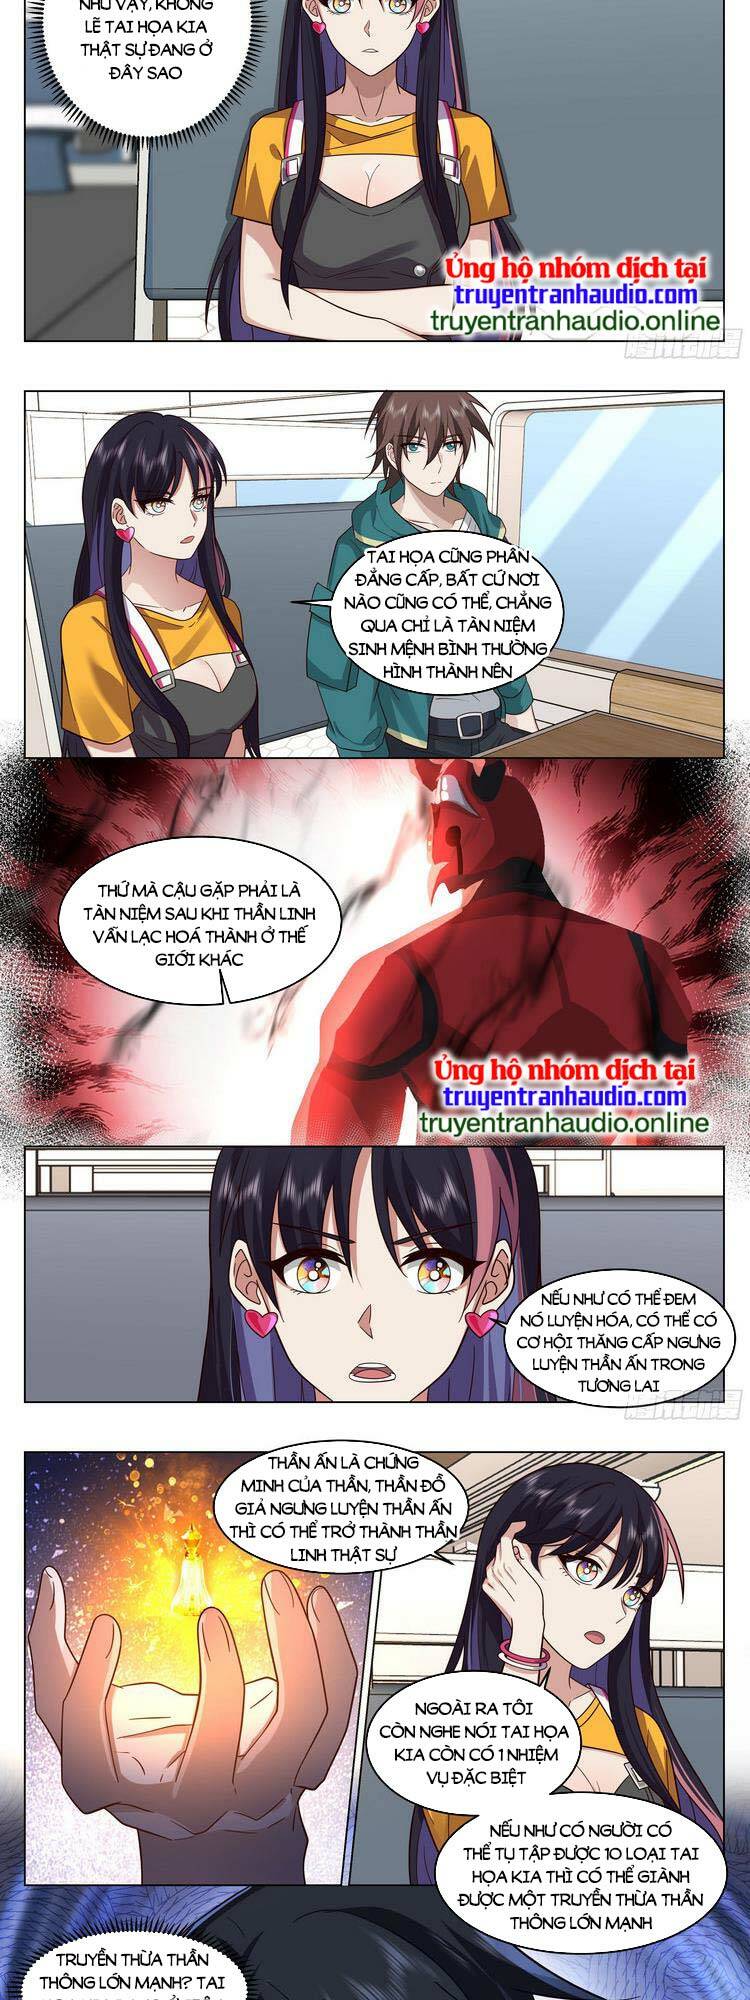 NHƯ VẬY, KHÔNG
LẼ TAI HỌA KIA
THẬT SỰ ĐANG Ở
ĐÂY SAO
Ủng hộ nhóm dịch tại
truyentranhaudio.com
truyentranhaudio.online
TAI HỌA CŨNG PHÂN
ĐẲNG CẤP, BẤT CỨ NƠI
NÀO CŨNG CÓ THỂ, CHẲNG
QUA CHỈ LÀ TÀN NIỆM
SINH MỆNH BÌNH THƯỜNG
HÌNH THÀNH NÊN
THỨ MÀ CẬU GẶP PHẢI LÀ
TÀN NIỆM SAU KHI THẦN LINH
VẨN LẠC HOÁ THÀNH Ở THẾ
GIỚI KHÁC
Ủng hộ nhóm dịch tại
truyentranhaudio.com
truyentranhaudio.online
NẾU NHƯ CÓ THỂ ĐEM
NÓ LUYỆN HÓA, CÓ THỂ CÓ
CƠ HỘI THĂNG CẤP NGƯNG
LUYỆN THẦN ẤN TRONG
TƯƠNG LAI
THẦN ẤN LÀ CHỨNG
MINH CỦA THẦN, THẦN ĐỒ
GIẢ NGƯNG LUYỆN THẦN ẤN
THÌ CÓ THỂ TRỞ THÀNH THẦN
LINH THẬT SỰ
NGOÀI RA TÔI
CÒN NGHE NÓI TAI HỌA
KIA CÒN CÓ 1 NHIỆM
VỤ ĐẶC BIỆT
NẾU NHƯ CÓ NGƯỜI CÓ
THỂ TỤ TẬP ĐƯỢC 10 LOẠI TAI
HỌA KIA THÌ CÓ THỂ GIÀNH
ĐƯỢC MỘT TRUYỀN THỪA THẦN
THÔNG LỚN MẠNH
TRUYỀN THỪA THẦN
THÔNG LỚN MẠNH? TAI